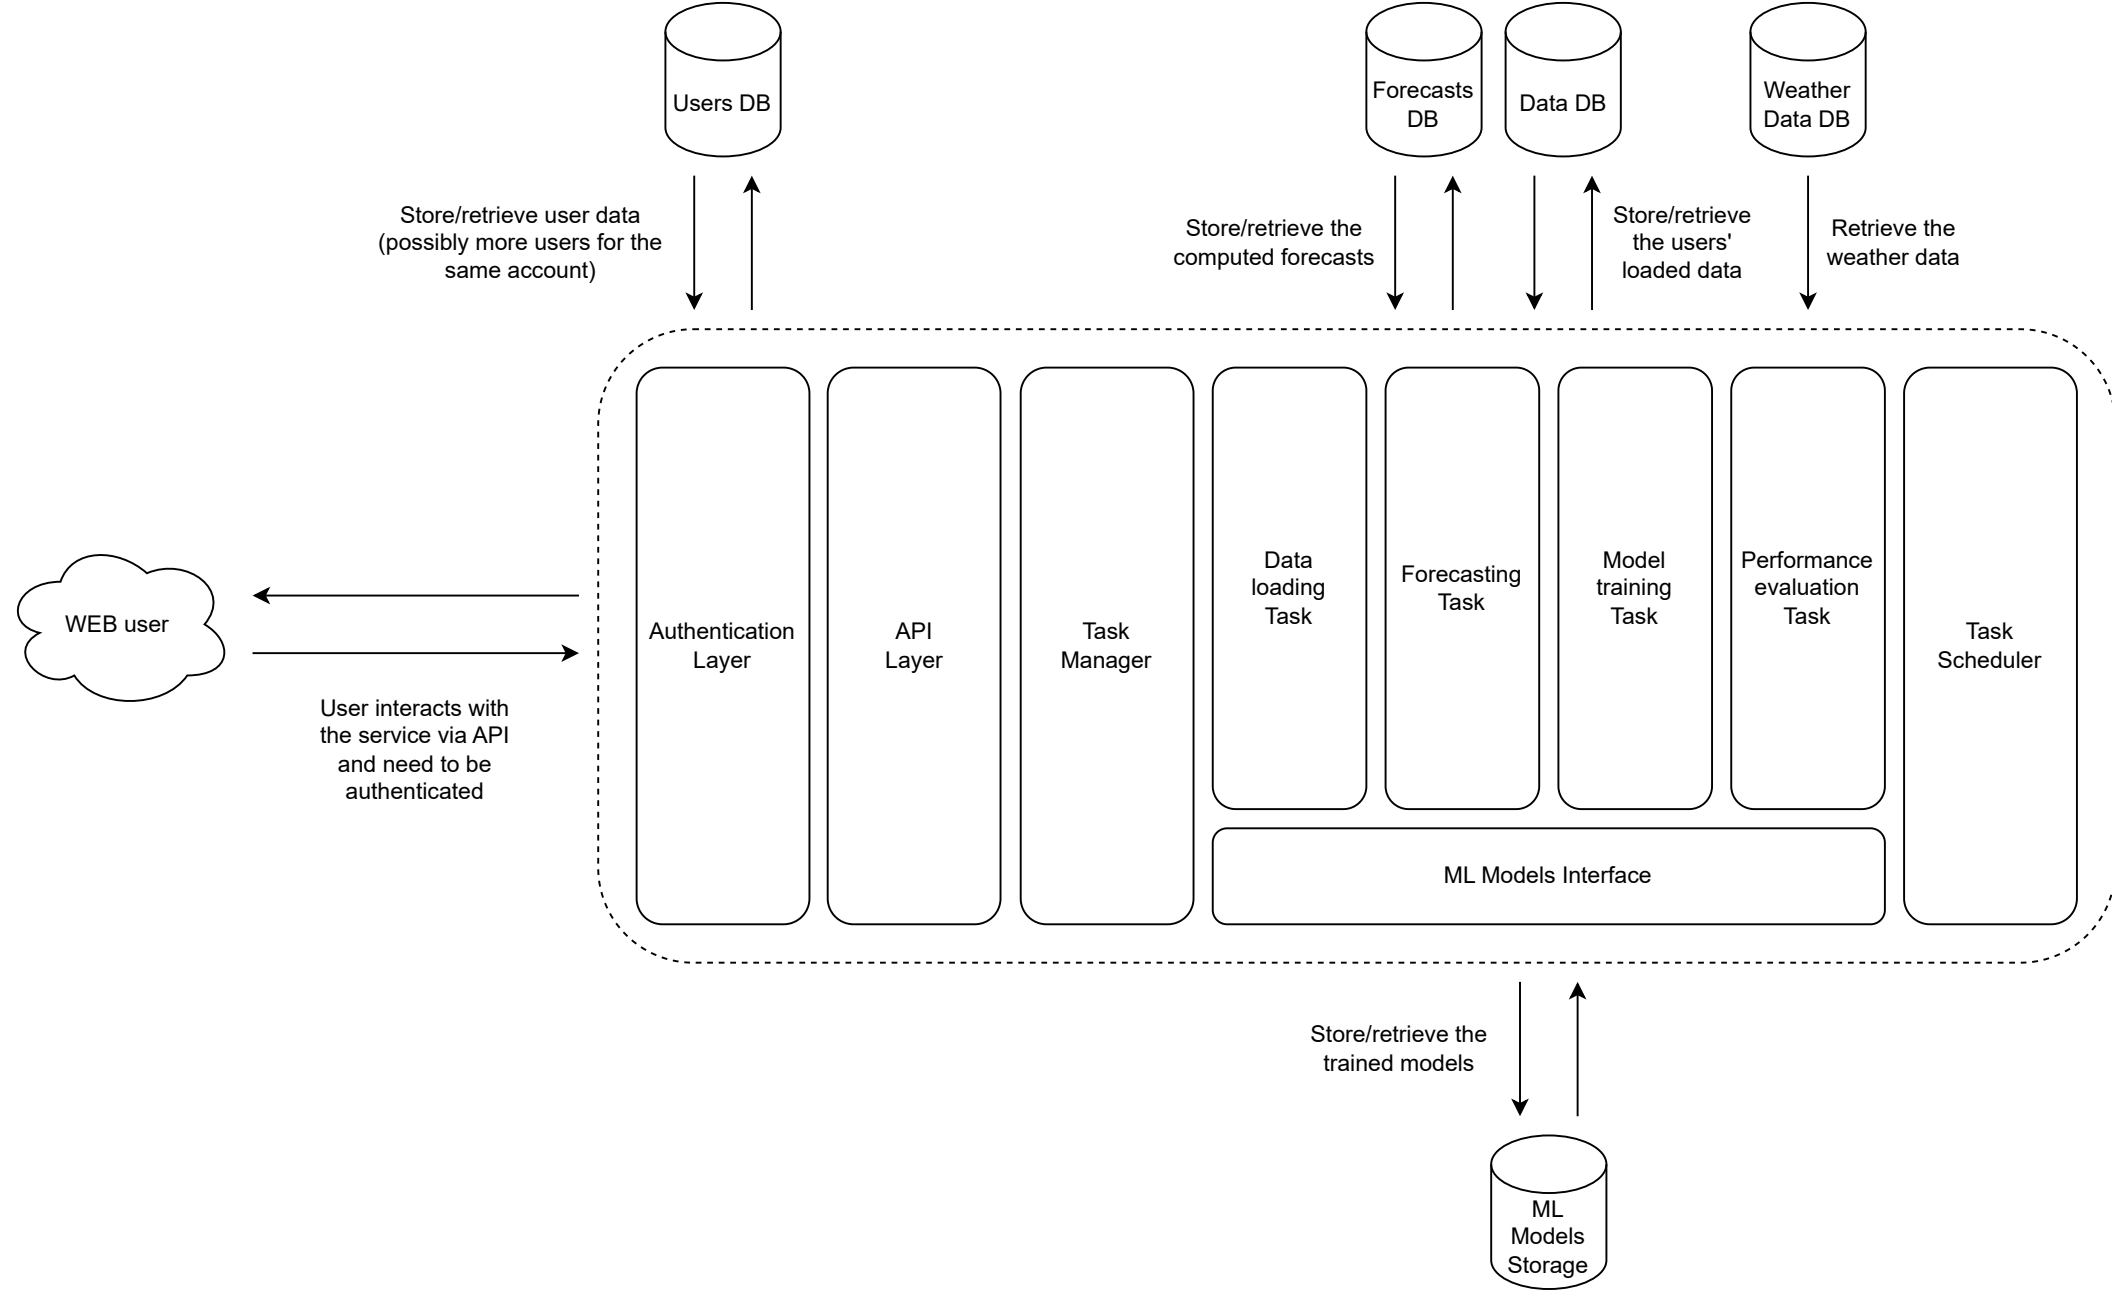 Users DB
Forecasts
DB
Data DB
Weather
Data DB
Store/retrieve user data
(possibly more users for the
same account)
Store/retrieve the
computed forecasts
Store/retrieve
the users'
loaded data
Retrieve the
weather data
WEB user
User interacts with
the service via API
and need to be
authenticated
Authentication
Layer
API
Layer
Task
Manager
Data
loading
Task
Forecasting
Task
Model
training
Task
Performance
evaluation
Task
Task
Scheduler
ML Models Interface
Store/retrieve the
trained models
ML
Models
Storage